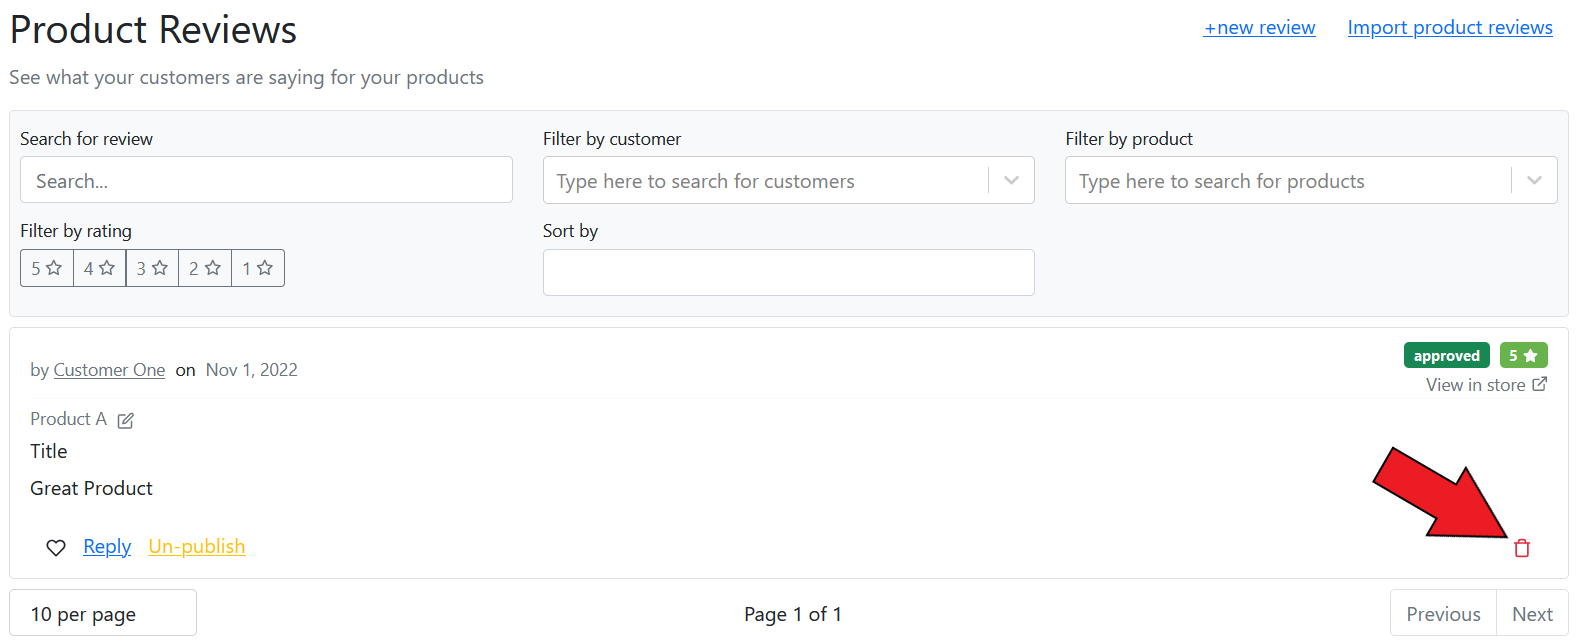 Product Reviews
+new review
Import product reviews
See what your customers are saying for your products
Search for review
Filter by customer
Filter by product
Search...
Type here to search for customers
Type here to search for products
Filter by rating
Sort by
5 4 3 2 1
approved
5
by Customer One on Nov 1, 2022
View in store
Product A
Title
Great Product
Reply Un-publish
10 per page
Page 1 of 1
Previous Next